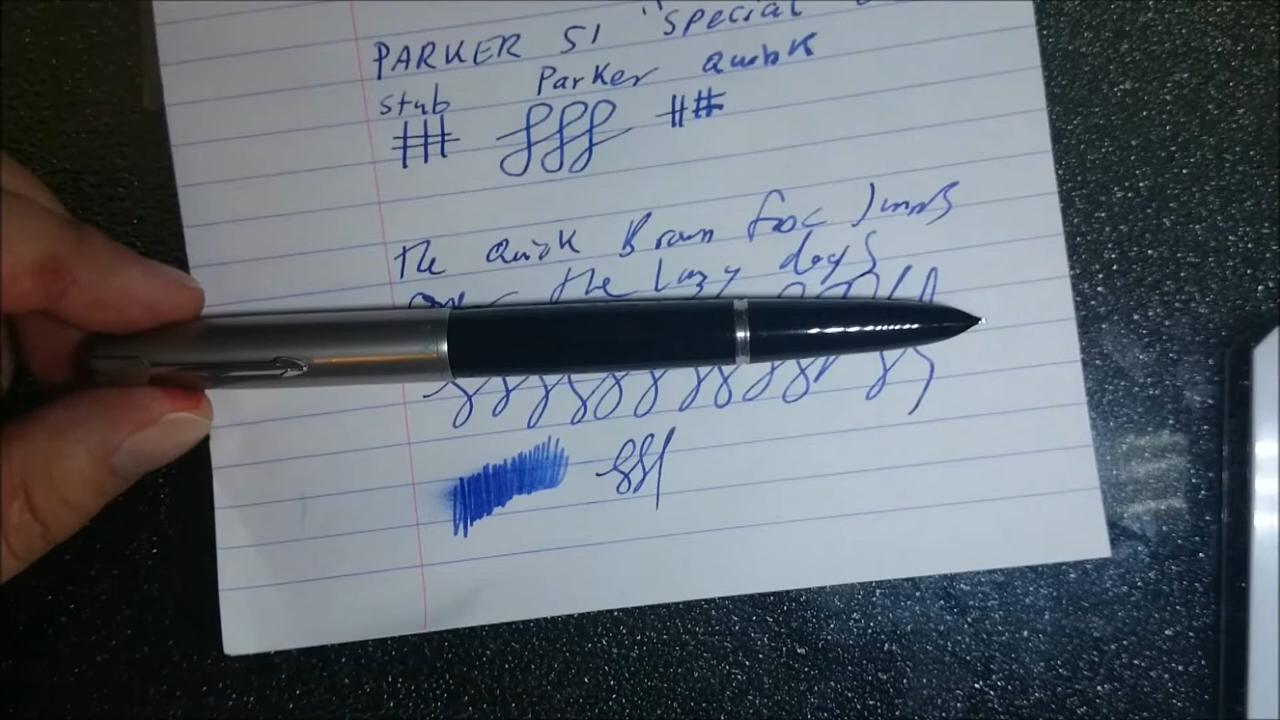 PARKER 51 "Special
stub Parker Quink
The Quick Brown fox Jumps
over the Lazy dogs